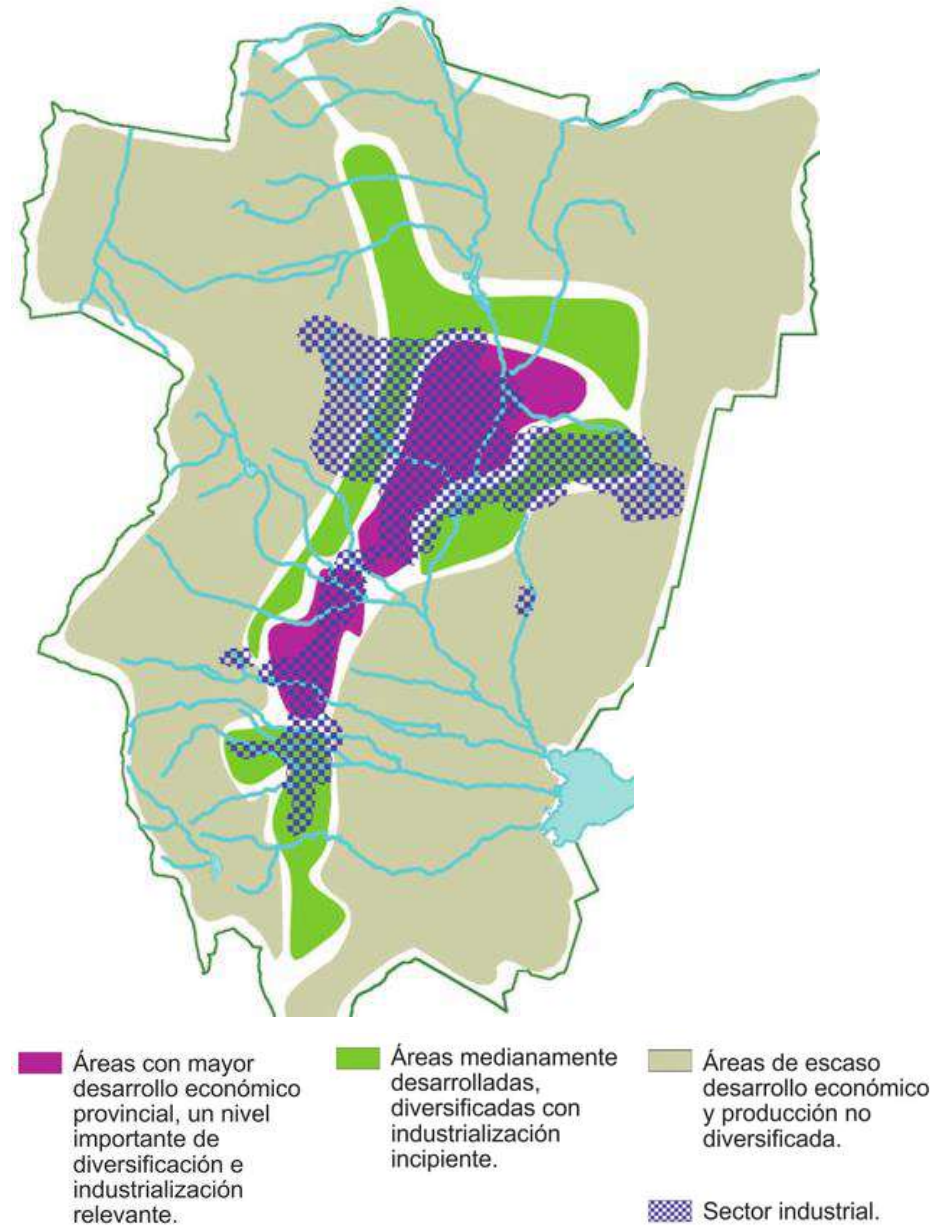 Áreas con mayor
desarrollo económico
provincial, un nivel
importante de
diversificación e
industrialización
relevante.
Áreas medianamente
desarrolladas,
diversificadas con
industrialización
incipiente.
Áreas de escaso
desarrollo económico
y producción no
diversificada.
Sector industrial.